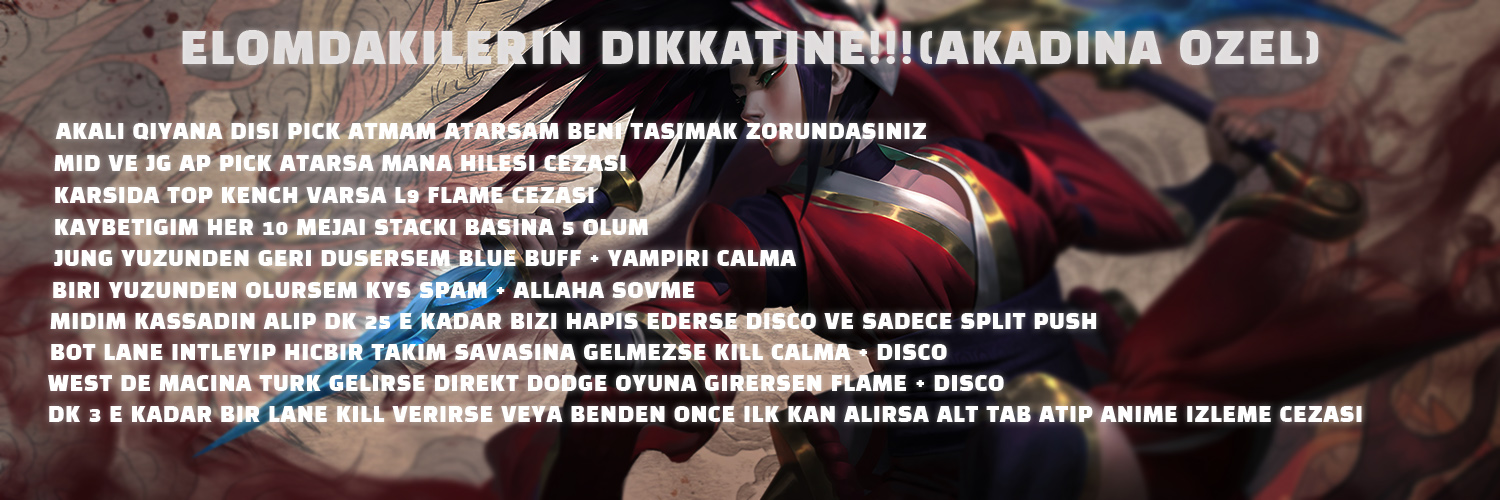 ELOMDAKILERIN DIKKATINE!!!(AKADINA OZEL)
AKALI QIYANA DISI PICK ATMAM ATARSAM BENI TASIMAK ZORUNDASINIZ
MID VE JG AP PICK ATARSA MANA HILESI CEZASI
KARSIDA TOP KENCH VARSA L9 FLAME CEZASI
KAYBETIGIM HER 10 MEJAI STACKI BASINA 5 OLUM
JUNG YUZUNDEN GERI DUSERSEM BLUE BUFF + YAMPIRI CALMA
BIRI YUZUNDEN OLURSEM KYS SPAM + ALLAHA SOVME
MIDIM KASSADIN ALIP DK 25 E KADAR BIZI HAPIS EDERSE DISCO VE SADECE SPLIT PUSH
BOT LANE INTLEYIP HICBIR TAKIM SAVASINA GELMEZSE KILL CALMA + DISCO
WEST DE MACINA TURK GELIRSE DIREKT DODGE OYUNA GIRERSEN FLAME + DISCO
DK 3 E KADAR BIR LANE KILL VERIRSE VEYA BENDEN ONCE ILK KAN ALIRSA ALT TAB ATIP ANIME IZLEME CEZASI